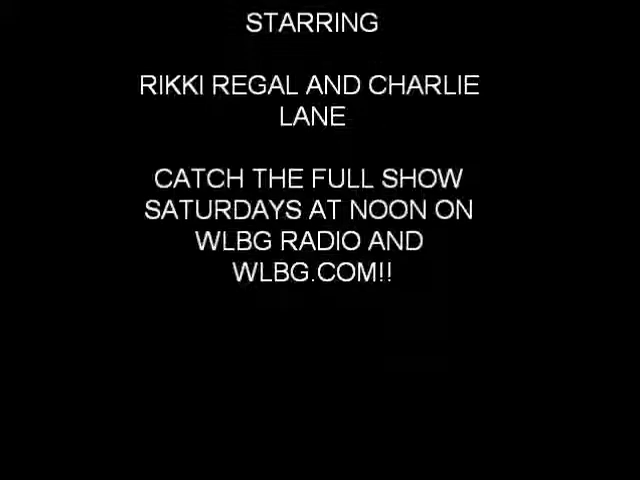 STARRING
RIKKI REGAL AND CHARLIE
LANE
CATCH THE FULL SHOW
SATURDAYS AT NOON ON
WLBG RADIO AND
WLBG.COM!!